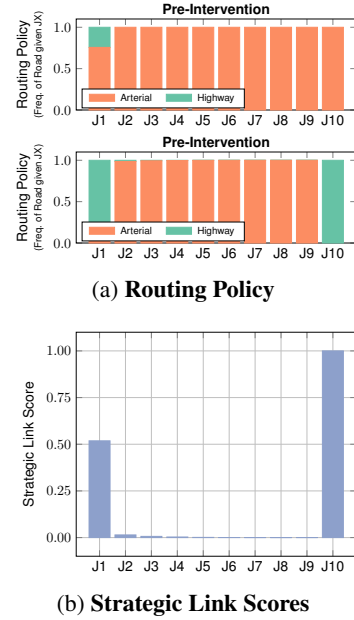 Pre-Intervention
Routing Policy
(Freq. of Road given JX)
1.0
0.5
0.0
Arterial Highway
J1 J2 J3 J4 J5 J6 J7 J8 J9 J10
Pre-Intervention
Routing Policy
(Freq. of Road given JX)
1.0
0.5
0.0
Arterial Highway
J1 J2 J3 J4 J5 J6 J7 J8 J9 J10
(a) Routing Policy
Strategic Link Score
1.00
0.75
0.50
0.25
0.00
J1 J2 J3 J4 J5 J6 J7 J8 J9 J10
(b) Strategic Link Scores